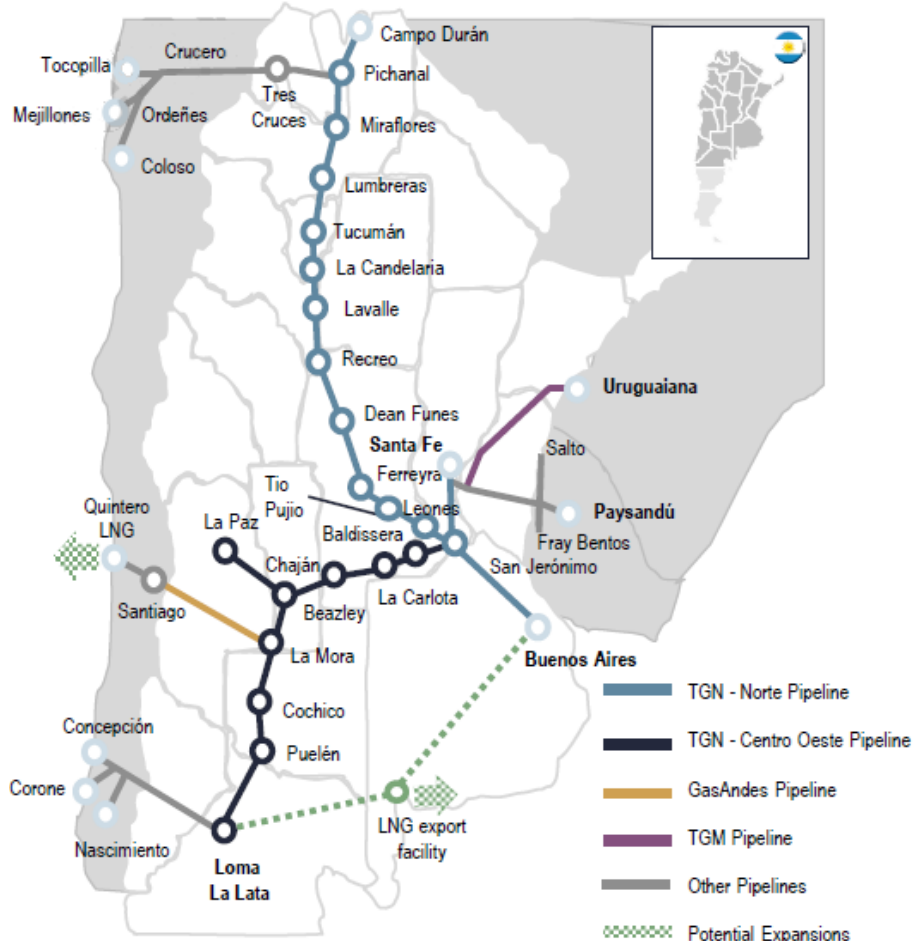 Campo Durán
Crucero
Tocopilla
Pichanal
Tres
Cruces
Mejillones
Ordeñes
Miraflores
Coloso
Lumbreras
Tucumán
La Candelaria
Lavalle
Recreo
Uruguaiana
Dean Funes
Santa Fe
Salto
Ferreyra
Tio
Pujio
Quintero
LNG
Leones
La Paz
Paysandú
Baldissera
Fray Bentos
Chaján
San Jerónimo
La Carlota
Santiago
Beazley
La Mora
Buenos Aires
Cochico
Concepción
Puelén
Corone
LNG export
facility
Nascimiento
Loma
La Lata
TGN - Norte Pipeline
TGN - Centro Oeste Pipeline
GasAndes Pipeline
TGM Pipeline
Other Pipelines
Potential Expansions